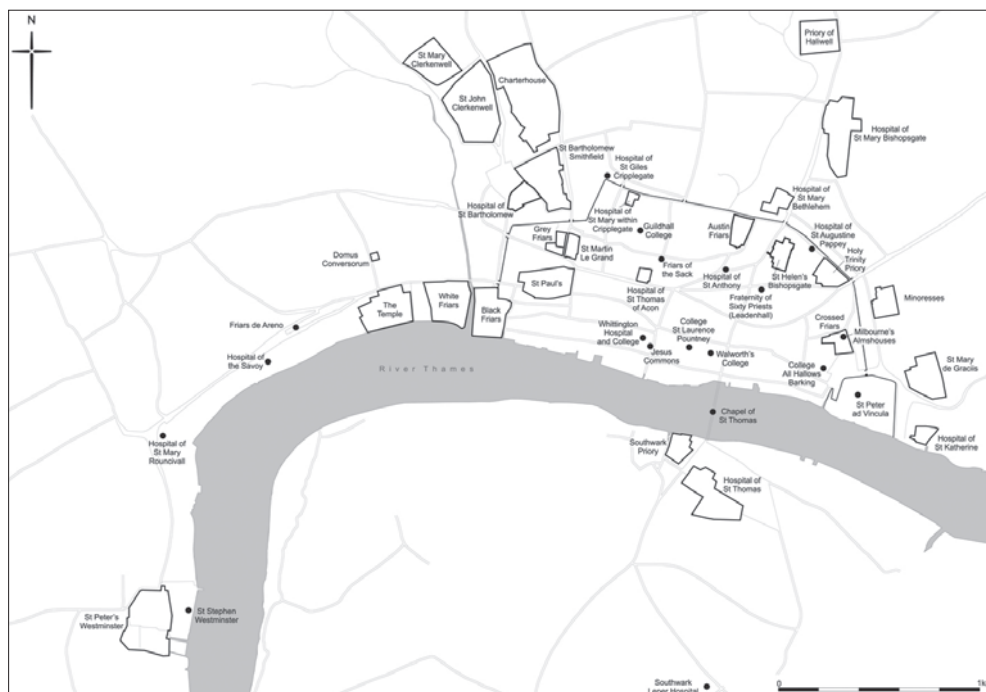 N
Priory of
Haliwell
St Mary
Clerkenwell
Charterhouse
St John
Clerkenwell
Hospital of
St Mary Bishopsgate
St Bartholomew
Smithfield
Hospital of
St Giles
Cripplegate
Hospital of
St Mary
Bethlehem
Hospital of
St Bartholomew
Hospital of
St Mary within
Cripplegate
Guildhall
College
Austin
Friars
Hospital of
St Augustine
Pappey
Grey
Friars
St Martin
Le Grand
Holy
Trinity
Priory
Domus
Conversorum
Friars of
the Sack
Hospital of
St Anthony
St Helen's
Bishopsgate
St Paul's
Hospital of
St Thomas
of Acon
Fraternity of
Sixty Priests
(Leadenhall)
Minoresses
The
Temple
White
Friars
Black
Friars
Friars de Areno
Crossed
Friars
Milbourne's
Almshouses
Whittington
Hospital
and College
College
St Laurence
Pountney
Jesus
Commons
Walworth's
College
Hospital of
the Savoy
River Thames
College
All Hallows
Barking
St Mary
de Graciis
St Peter
ad Vincula
Chapel of
St Thomas
Hospital of
St Mary
Rouncivall
Southwark
Priory
Hospital of
St Katherine
Hospital of
St Thomas
St Peter's
Westminster
St Stephen
Westminster
Southwark
Leper Hospital
0 1k